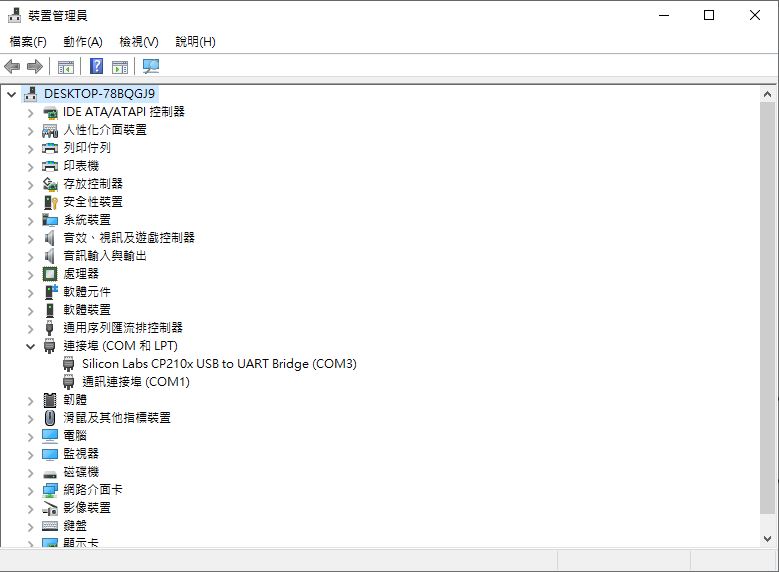 裝置管理員
檔案(F) 動作(A) 檢視(V) 說明(H)
DESKTOP-78BQGJ9
IDE ATA/ATAPI 控制器
人性化介面裝置
列印佇列
印表機
存放控制器
安全性裝置
系統裝置
音效、視訊及遊戲控制器
音訊輸入與輸出
處理器
軟體元件
軟體裝置
通用序列匯流排控制器
連接埠 (COM 和 LPT)
Silicon Labs CP210x USB to UART Bridge (COM3)
通訊連接埠 (COM1)
韌體
滑鼠及其他指標裝置
電腦
監視器
磁碟機
網路介面卡
影像裝置
鍵盤
顯示卡